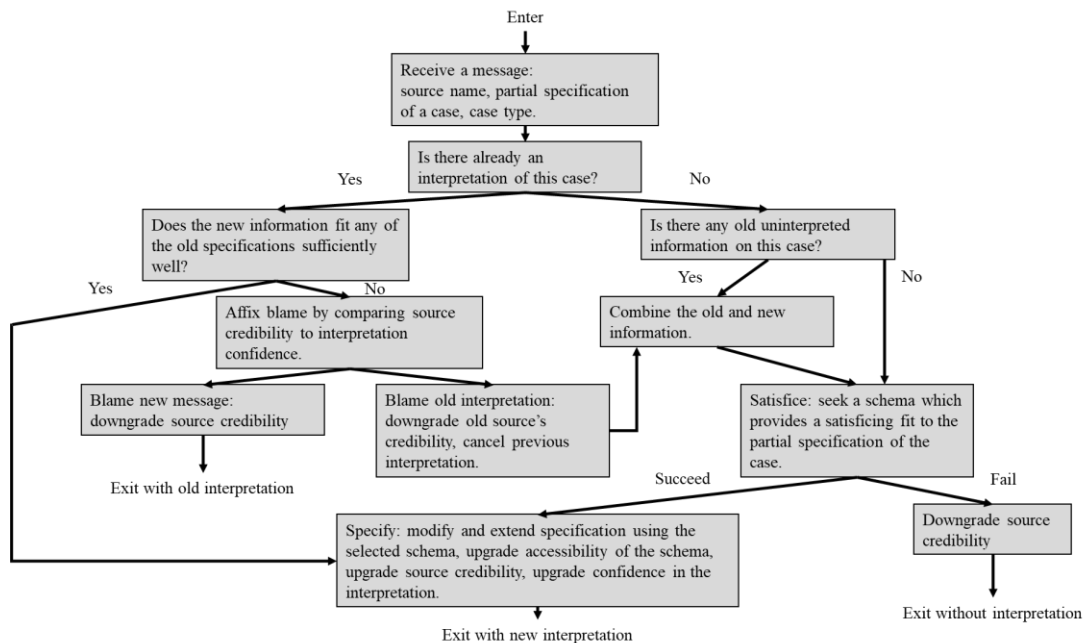 Enter
Receive a message:
source name, partial specification
of a case, case type.
Is there already an
interpretation of this case?
Yes
No
Does the new information fit any of
the old specifications sufficiently
well?
Is there any old uninterpreted
information on this case?
Yes
No
Yes
No
Affix blame by comparing source
credibility to interpretation
confidence.
Combine the old and new
information.
Blame new message:
downgrade source credibility
Blame old interpretation:
downgrade old source's
credibility, cancel previous
interpretation.
Satisfice: seek a schema which
provides a satisficing fit to the
partial specification of the
case.
Exit with old interpretation
Succeed
Fail
Specify: modify and extend specification using the
selected schema, upgrade accessibility of the schema,
upgrade source credibility, upgrade confidence in the
interpretation.
Downgrade source
credibility
Exit with new interpretation
Exit without interpretation